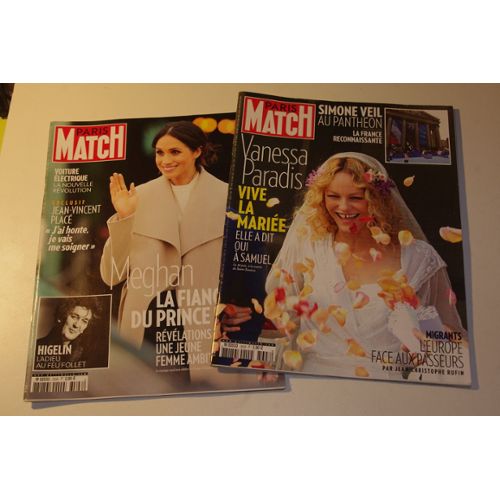 PARIS
MATCH
VOITURE
ÉLECTRIQUE
LA NOUVELLE
RÉVOLUTION
EXCLUSIF
JEAN-VINCENT
PLACÉ
« J'ai honte,
je vais
me soigner »
Meghan
LA FIANC
DU PRINCE
RÉVÉLATIONS
UNE JEUNE
FEMME AMBIT
HIGELIN
L'ADIEU
AU FEU FOLLET
PARIS
MATCH
SIMONE VEIL
AU PANTHÉON
LA FRANCE
RECONNAISSANTE
Vanessa
Paradis
VIVE
LA
MARIÉE
ELLE A DIT
OUI
À SAMUEL
MIGRANTS
L'EUROPE
FACE AUX PASSEURS
PAR JEAN-CHRISTOPHE RUFIN